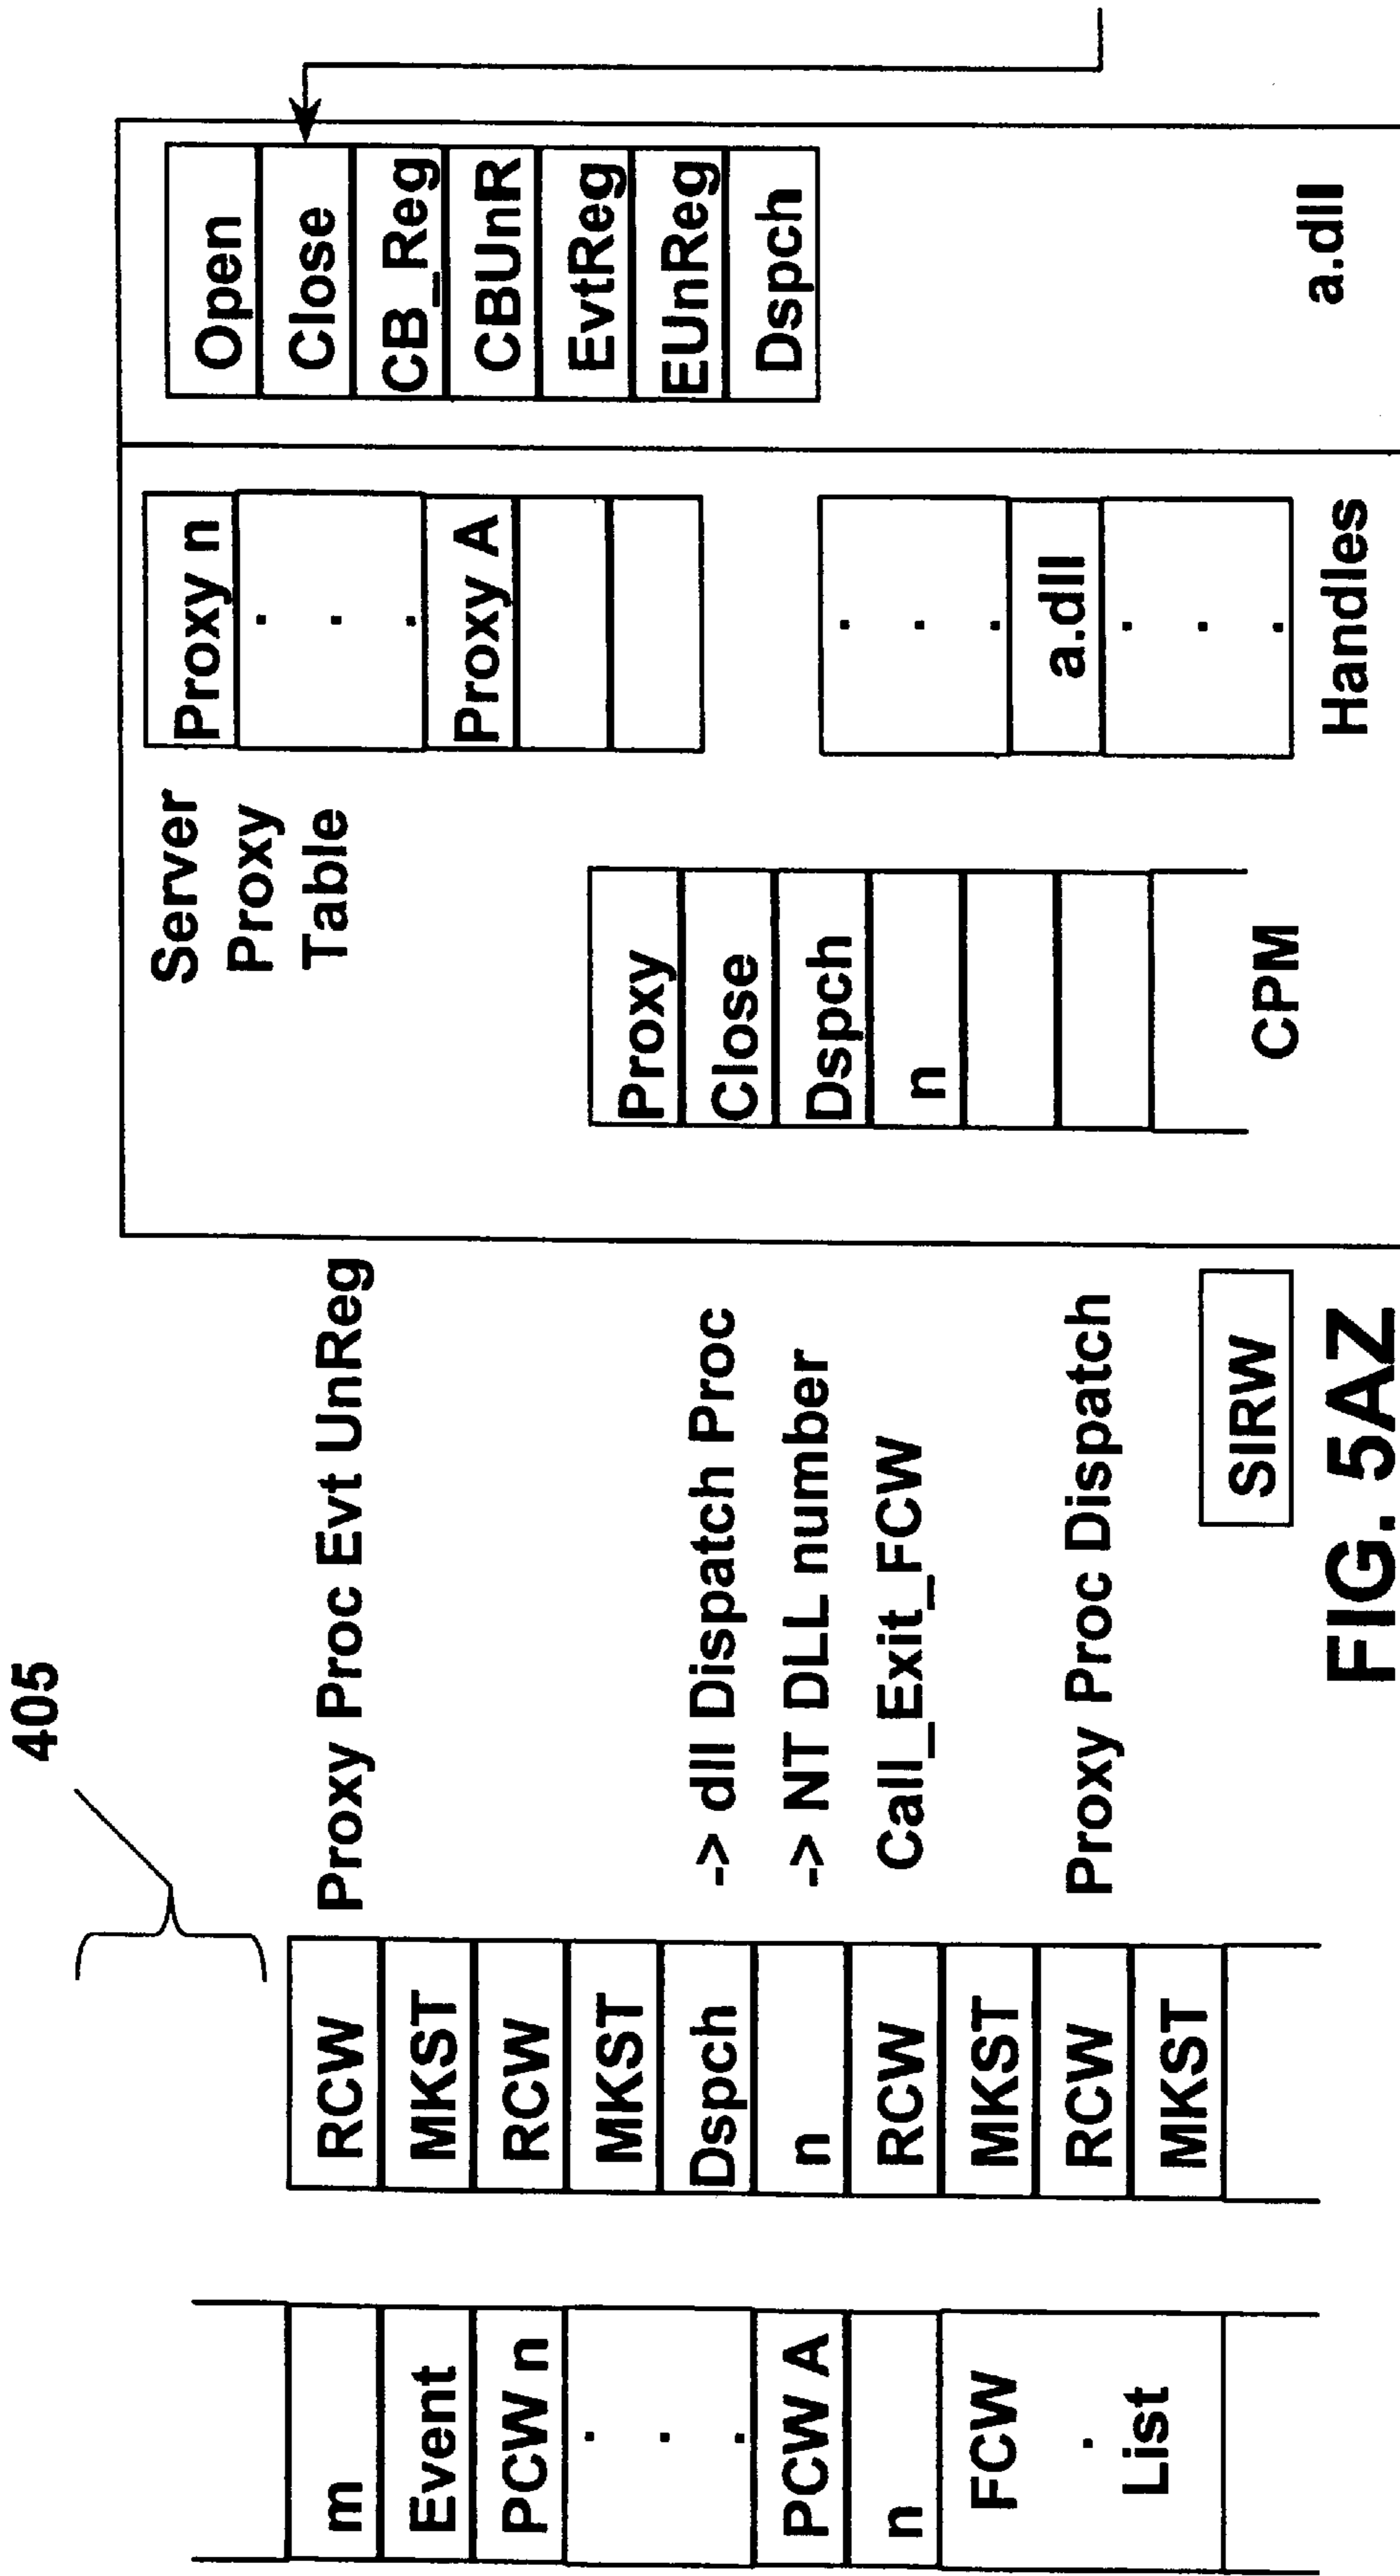 405
m
Event
PCW n
.
.
.
PCW A
n
FCW
.
List
RCW
MKST
RCW
MKST
Dspch
n
RCW
MKST
RCW
MKST
Proxy Proc Evt UnReg
-> dll Dispatch Proc
-> NT DLL number
Call_Exit_FCW
Proxy Proc Dispatch
SIRW
Server
Proxy
Table
Proxy
Close
Dspch
n
CPM
Proxy n
.
.
.
Proxy A
.
.
.
a.dll
.
.
.
Handles
Open
Close
CB_Reg
CBUnR
EvtReg
EUnReg
Dspch
a.dll
FIG. 5AZ